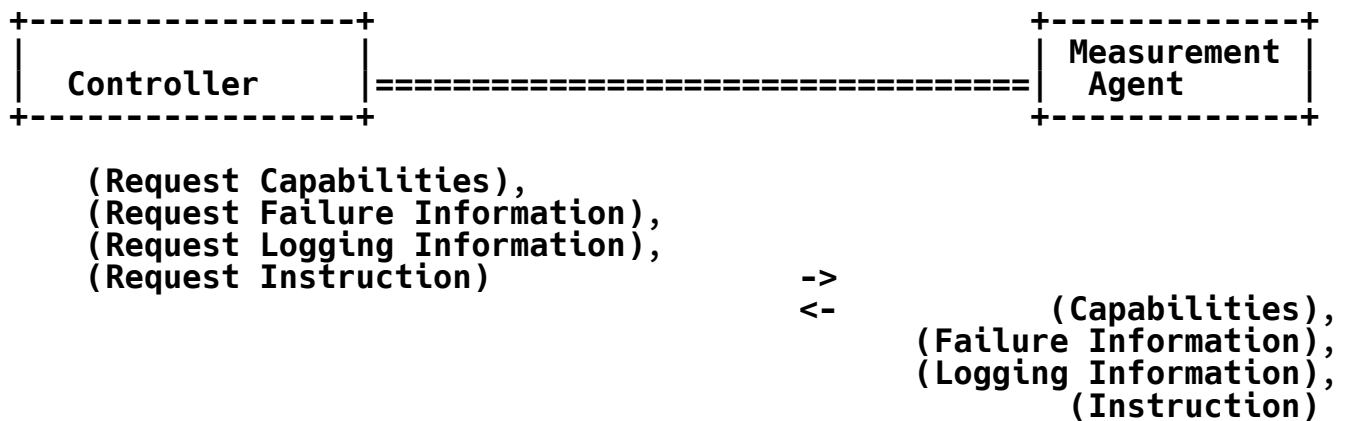 +-----------------+                                  +-------------+
|                 |                                  | Measurement |
|  Controller     |==================================| Agent       |
+-----------------+                                  +-------------+
(Request Capabilities),
(Request Failure Information),
(Request Logging Information),
(Request Instruction)                ->
                                     <-           (Capabilities),
(Failure Information),
(Logging Information),
(Instruction)